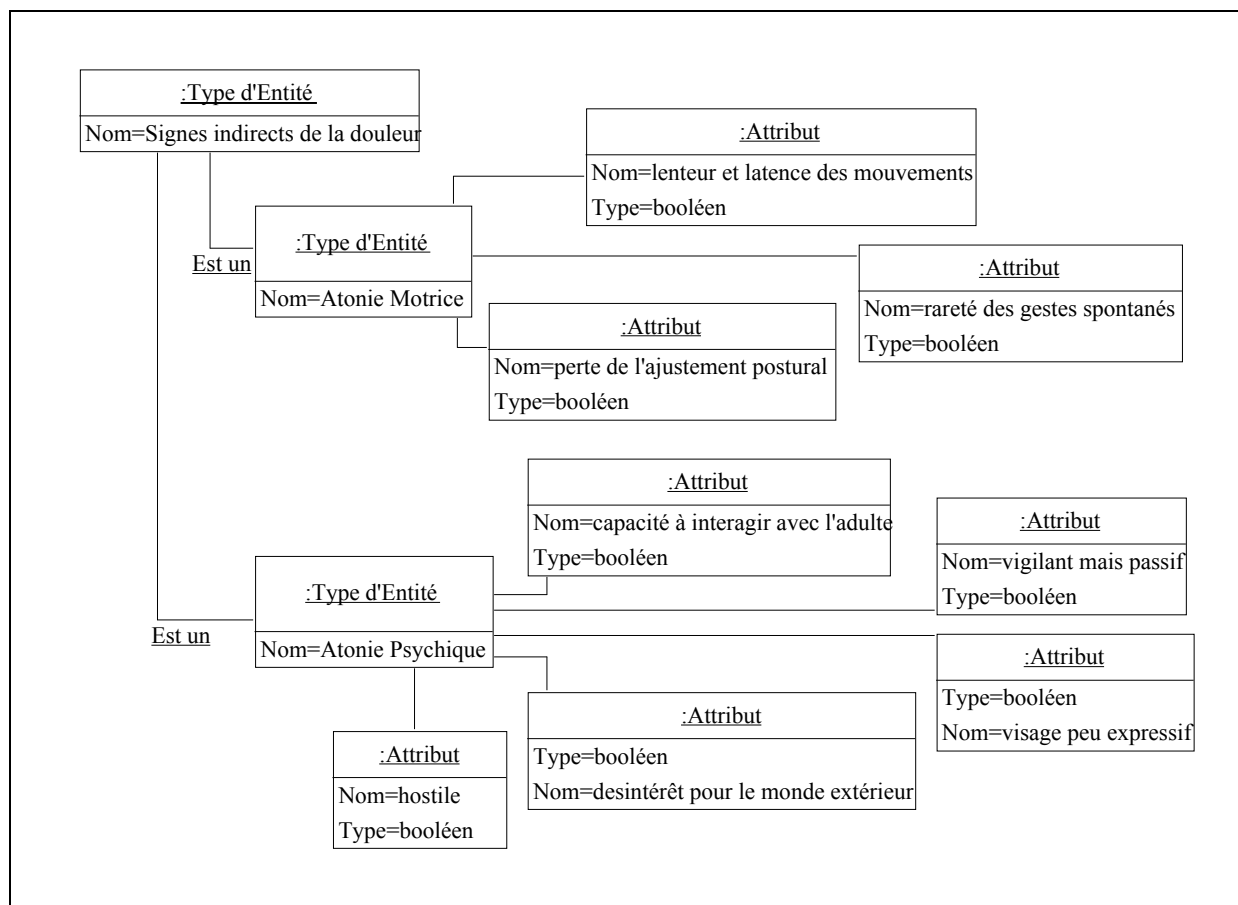 :Type d'Entité
Nom=Signes indirects de la douleur
:Attribut
Nom=lenteur et latence des mouvements
Type=booléen
:Type d'Entité
Est un
Nom=Atonie Motrice
:Attribut
Nom=rareté des gestes spontanés
Type=booléen
:Attribut
Nom=perte de l'ajustement postural
Type=booléen
:Attribut
Nom=capacité à interagir avec l'adulte
Type=booléen
:Attribut
Nom=vigilant mais passif
Type=booléen
:Type d'Entité
Est un
Nom=Atonie Psychique
:Attribut
Type=booléen
Nom=visage peu expressif
:Attribut
Type=booléen
Nom=desintérêt pour le monde extérieur
:Attribut
Nom=hostile
Type=booléen